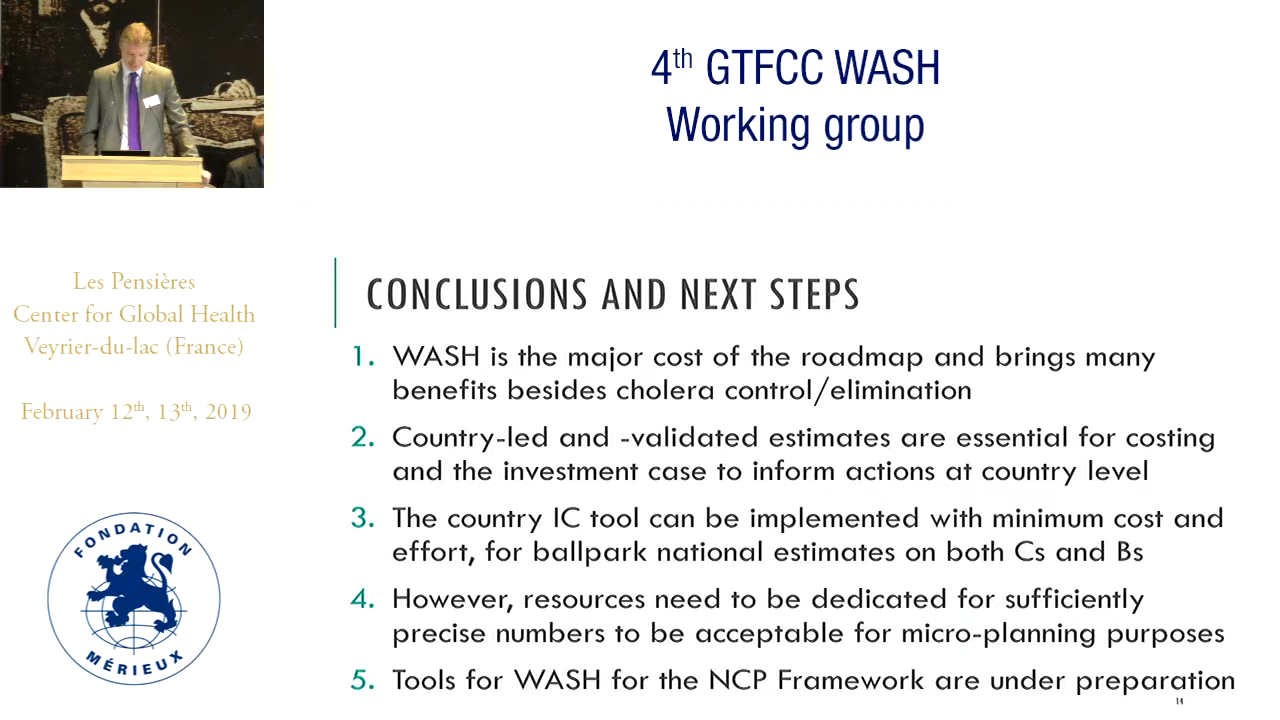 4th GTFCC WASH
Working group
Les Pensières
Center for Global Health
Veyrier-du-lac (France)
February 12th, 13th, 2019
FONDATION
MÉRIEUX
CONCLUSIONS AND NEXT STEPS
1. WASH is the major cost of the roadmap and brings many
benefits besides cholera control/elimination
2. Country-led and -validated estimates are essential for costing
and the investment case to inform actions at country level
3. The country IC tool can be implemented with minimum cost and
effort, for ballpark national estimates on both Cs and Bs
4. However, resources need to be dedicated for sufficiently
precise numbers to be acceptable for micro-planning purposes
5. Tools for WASH for the NCP Framework are under preparation
14